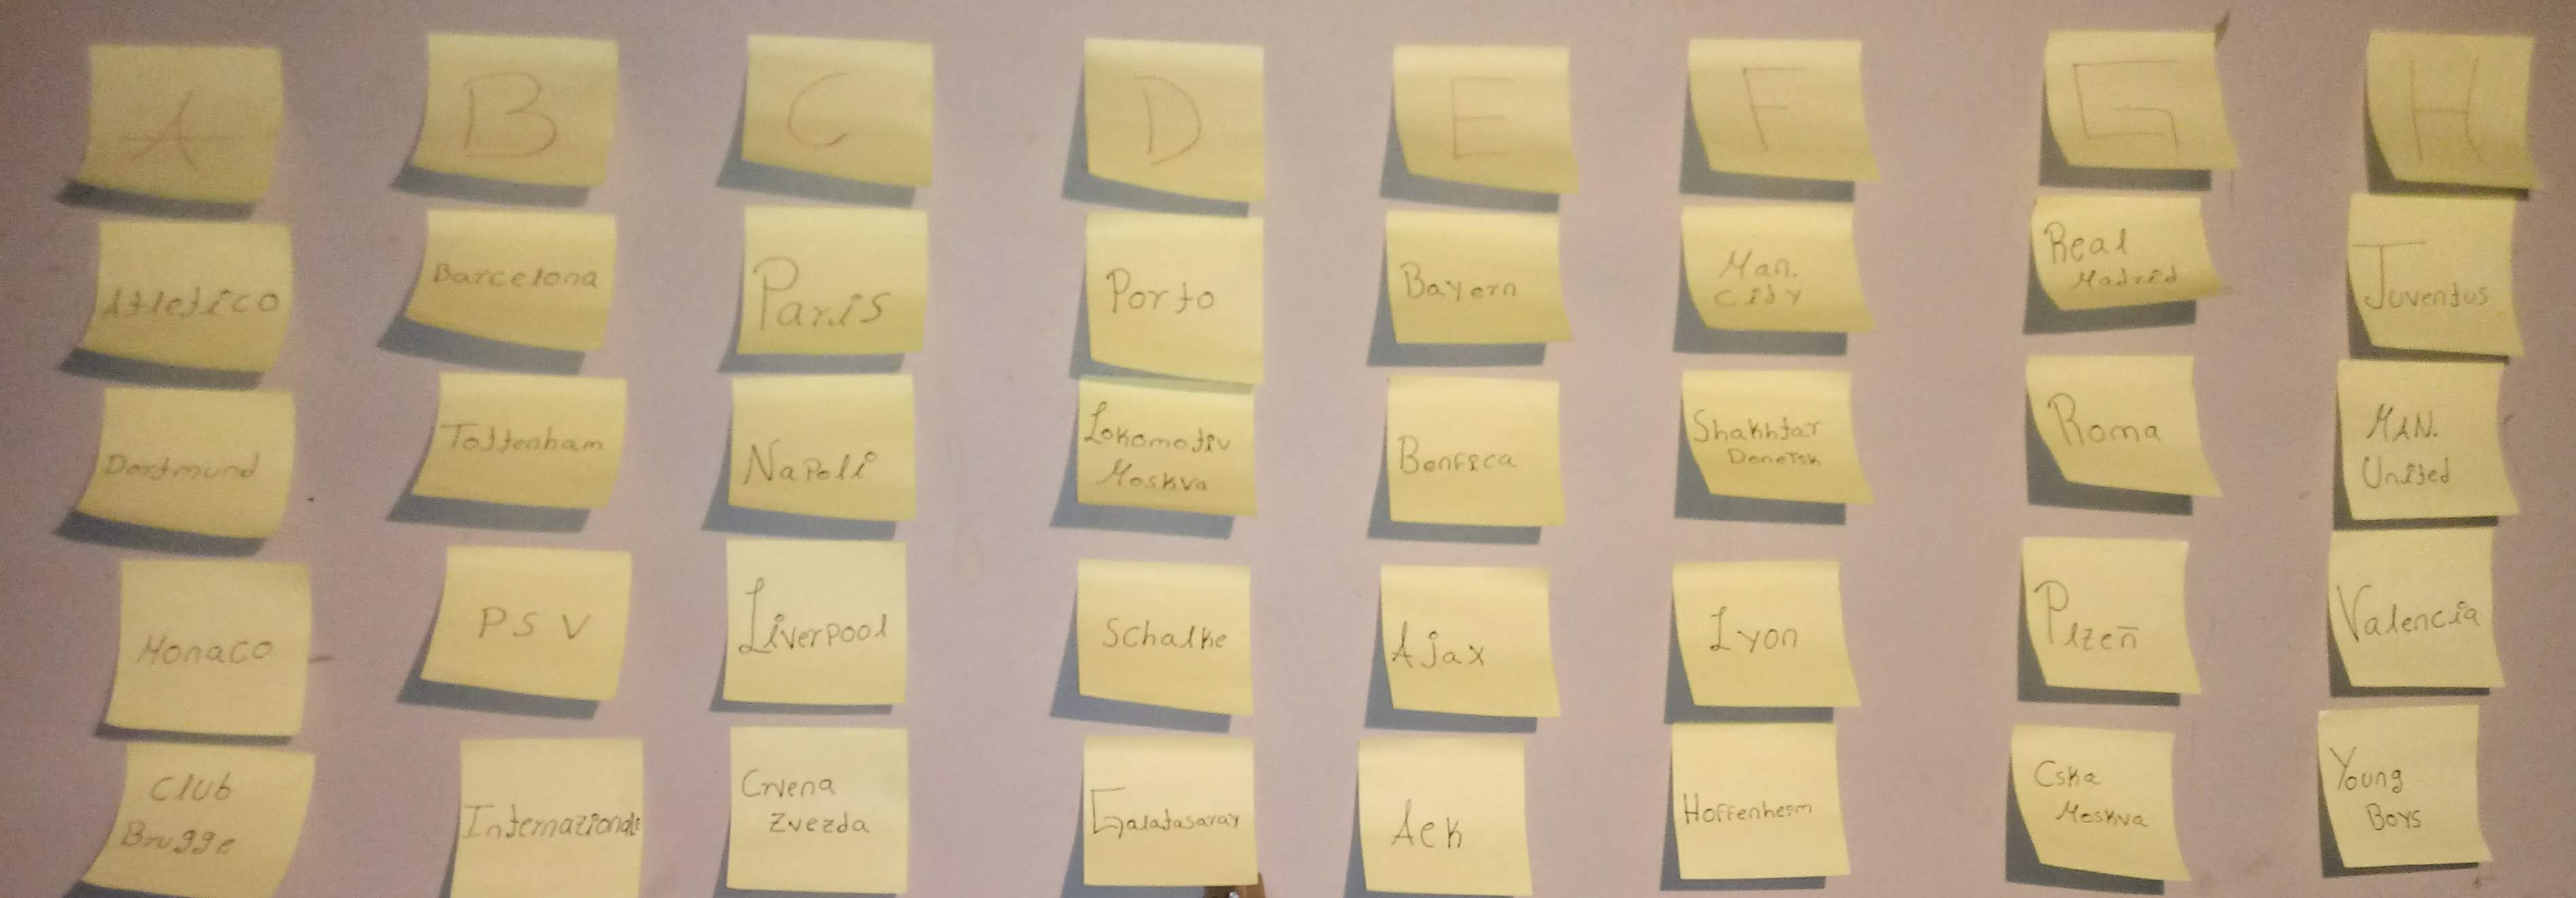 A
B
C
D
E
F
G
H
Atletico
Barcelona
Paris
Porto
Bayern
Man.
City
Real
Madrid
Juventus
Dortmund
Tottenham
Napoli
Lokomotiv
Moskva
Benfica
Shakhtar
Donetsk
Roma
MAN.
United
Monaco
PSV
Liverpool
Schalke
Ajax
Lyon
Plzeň
Valencia
Club
Brugge
Internazionale
Crvena
Zvezda
Galatasaray
Aek
Hoffenheim
Cska
Moskva
Young
Boys